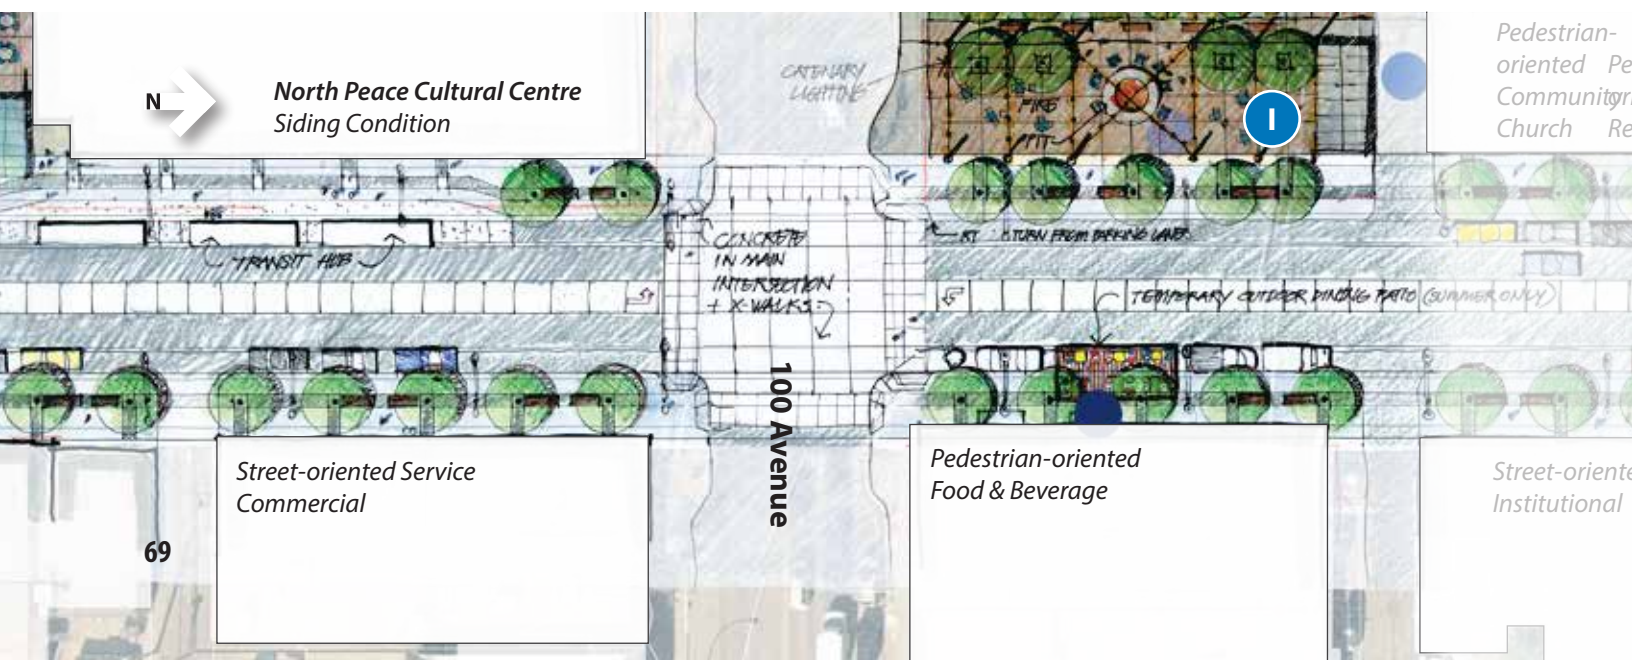 N
North Peace Cultural Centre
Siding Condition
CATENARY
LIGHTING
FIRE
PIT
I
Pedestrian-
oriented Pe
Community
Church Re
TRANSIT HUB
CONCRETE
IN MAIN
INTERSECTION
+ X-WALKS
RT TURN FROM PARKING LANE
TEMPORARY OUTDOOR DINING PATIO (SUMMER ONLY)
100 Avenue
Street-oriented Service
Commercial
Pedestrian-oriented
Food & Beverage
Street-oriente
Institutional
69